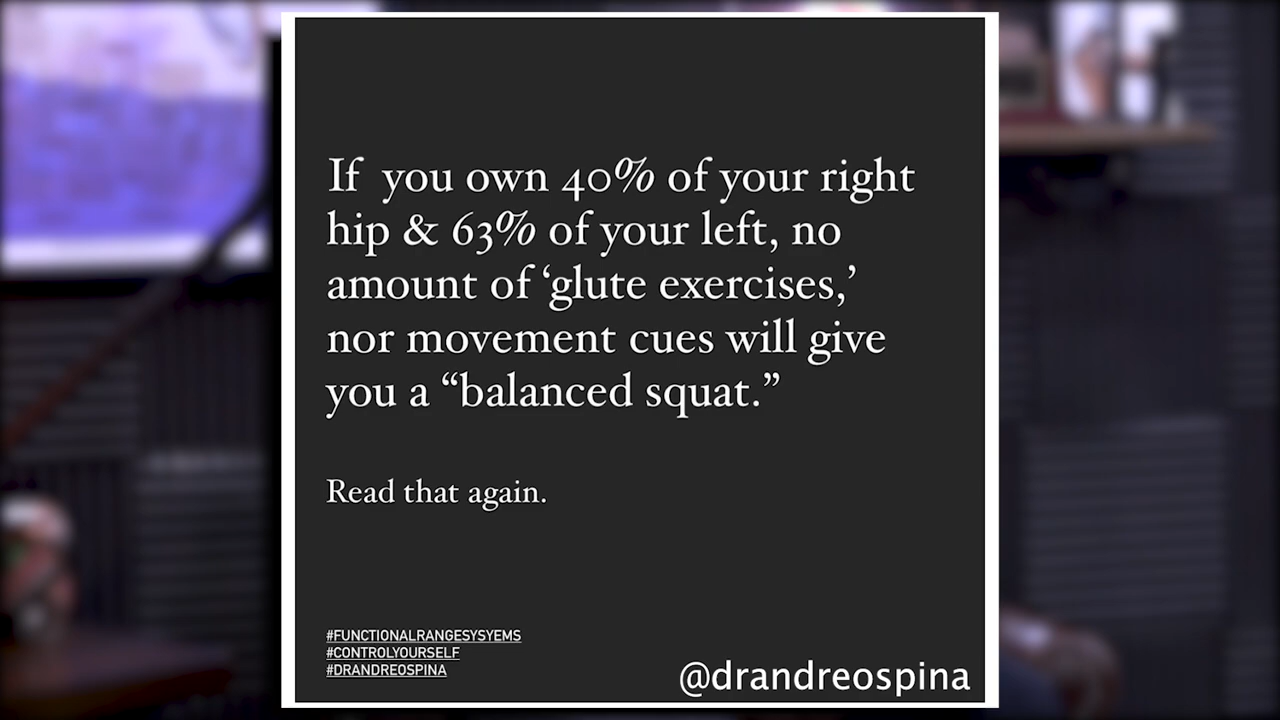 If you own 40% of your right
hip & 63% of your left, no
amount of ‘glute exercises,’
nor movement cues will give
you a “balanced squat.”
Read that again.
#FUNCTIONALRANGESYSYEMS
#CONTROLYOURSELF
#DRANDREOSPINA
@drandreospina